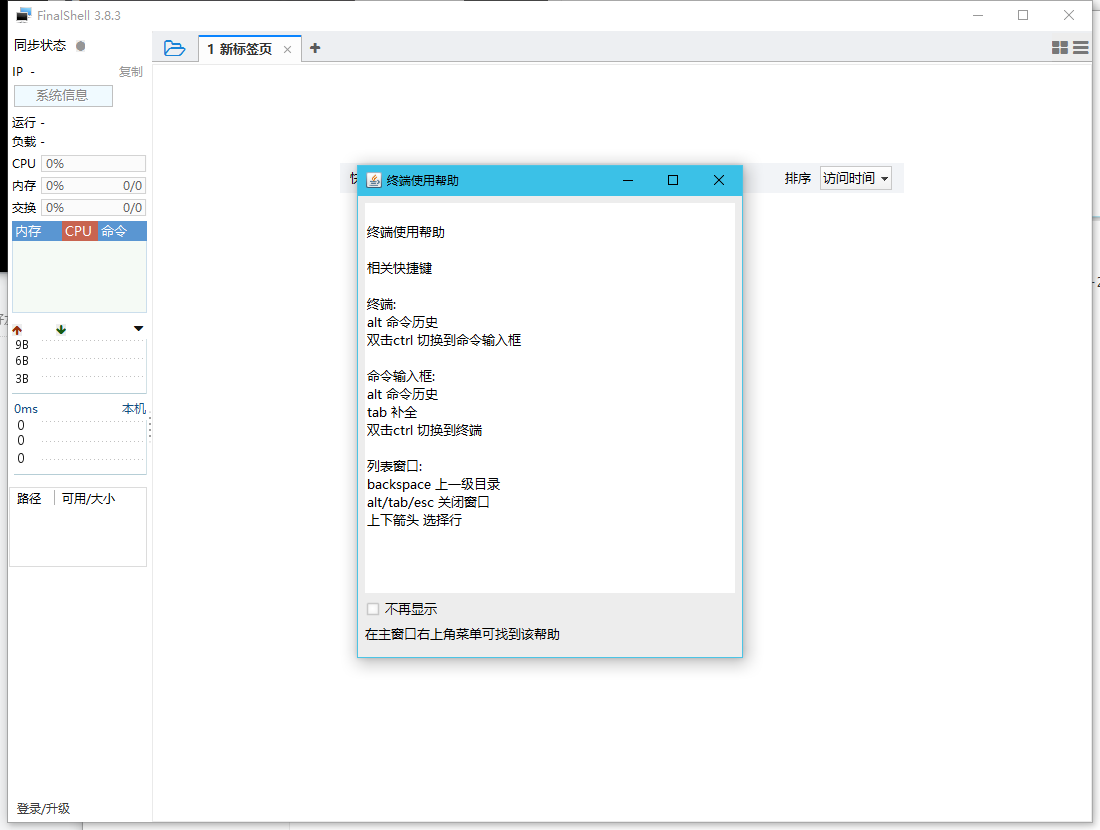 FinalShell 3.8.3
同步状态
IP -
复制
系统信息
运行 -
负载 -
CPU 0%
内存 0% 0/0
交换 0% 0/0
内存 CPU 命令
9B
6B
3B
0ms 本机
0
0
0
路径 可用/大小
登录/升级
1 新标签页
排序 访问时间
终端使用帮助
终端使用帮助
相关快捷键
终端:
alt 命令历史
双击ctrl 切换到命令输入框
命令输入框:
alt 命令历史
tab 补全
双击ctrl 切换到终端
列表窗口:
backspace 上一级目录
alt/tab/esc 关闭窗口
上下箭头 选择行
不再显示
在主窗口右上角菜单可找到该帮助